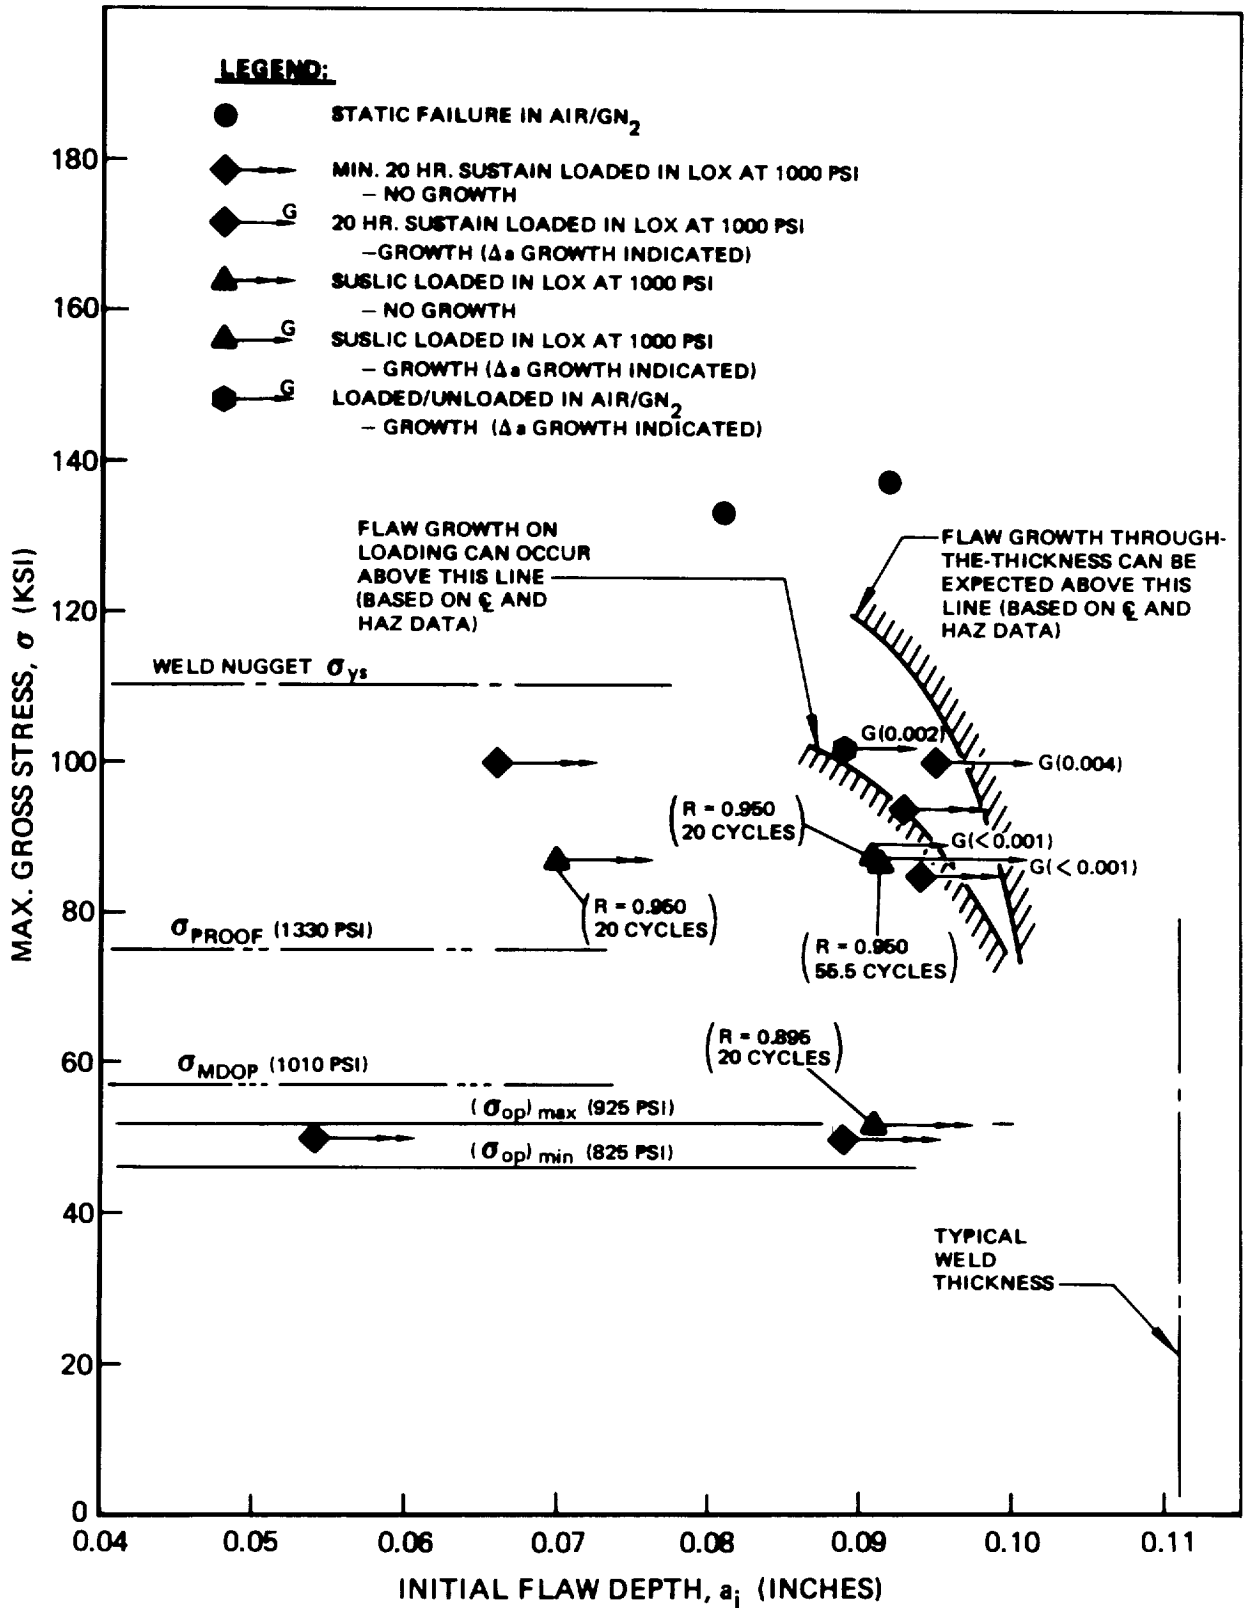 LEGEND:
STATIC FAILURE IN AIR/GN2
MIN. 20 HR. SUSTAIN LOADED IN LOX AT 1000 PSI
– NO GROWTH
G
20 HR. SUSTAIN LOADED IN LOX AT 1000 PSI
–GROWTH (Δa GROWTH INDICATED)
SUSLIC LOADED IN LOX AT 1000 PSI
– NO GROWTH
G
SUSLIC LOADED IN LOX AT 1000 PSI
– GROWTH (Δa GROWTH INDICATED)
G
LOADED/UNLOADED IN AIR/GN2
– GROWTH (Δa GROWTH INDICATED)
MAX. GROSS STRESS, σ (KSI)
180
160
140
120
100
80
60
40
20
0
FLAW GROWTH ON
LOADING CAN OCCUR
ABOVE THIS LINE
(BASED ON ℄ AND
HAZ DATA)
FLAW GROWTH THROUGH-
THE-THICKNESS CAN BE
EXPECTED ABOVE THIS
LINE (BASED ON ℄ AND
HAZ DATA)
WELD NUGGET σys
G(0.002)
G(0.004)
(R = 0.950
20 CYCLES)
G(<0.001)
G(<0.001)
(R = 0.950
20 CYCLES)
σPROOF (1330 PSI)
(R = 0.950
55.5 CYCLES)
(R = 0.895
20 CYCLES)
σMDOP (1010 PSI)
(σop)max (925 PSI)
(σop)min (825 PSI)
TYPICAL
WELD
THICKNESS
0.04 0.05 0.06 0.07 0.08 0.09 0.10 0.11
INITIAL FLAW DEPTH, ai (INCHES)